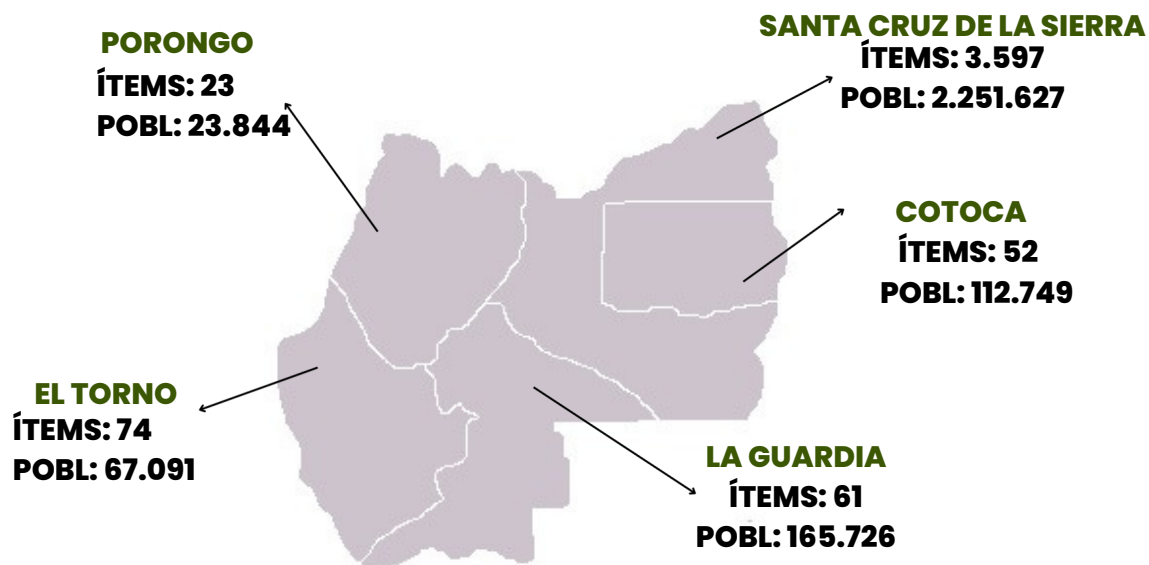 PORONGO
ÍTEMS: 23
POBL: 23.844
SANTA CRUZ DE LA SIERRA
ÍTEMS: 3.597
POBL: 2.251.627
COTOCA
ÍTEMS: 52
POBL: 112.749
EL TORNO
ÍTEMS: 74
POBL: 67.091
LA GUARDIA
ÍTEMS: 61
POBL: 165.726